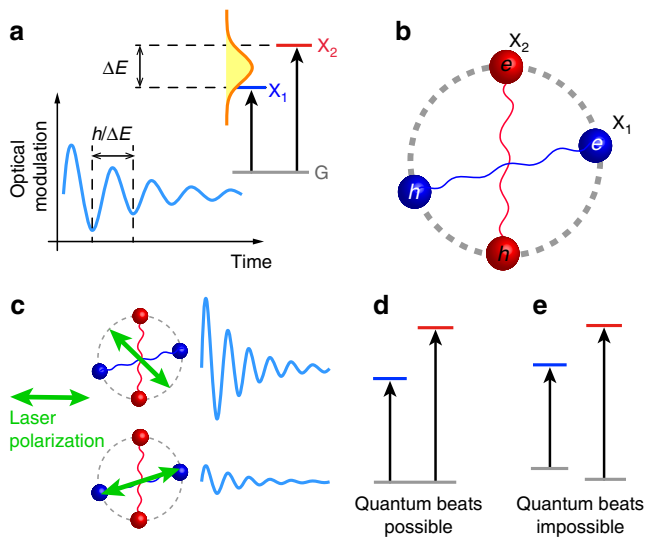 a
X2
ΔE
X1
h/ΔE
Optical
modulation
G
Time
b
X2
e
X1
e
h
h
c
Laser
polarization
d
Quantum beats
possible
e
Quantum beats
impossible